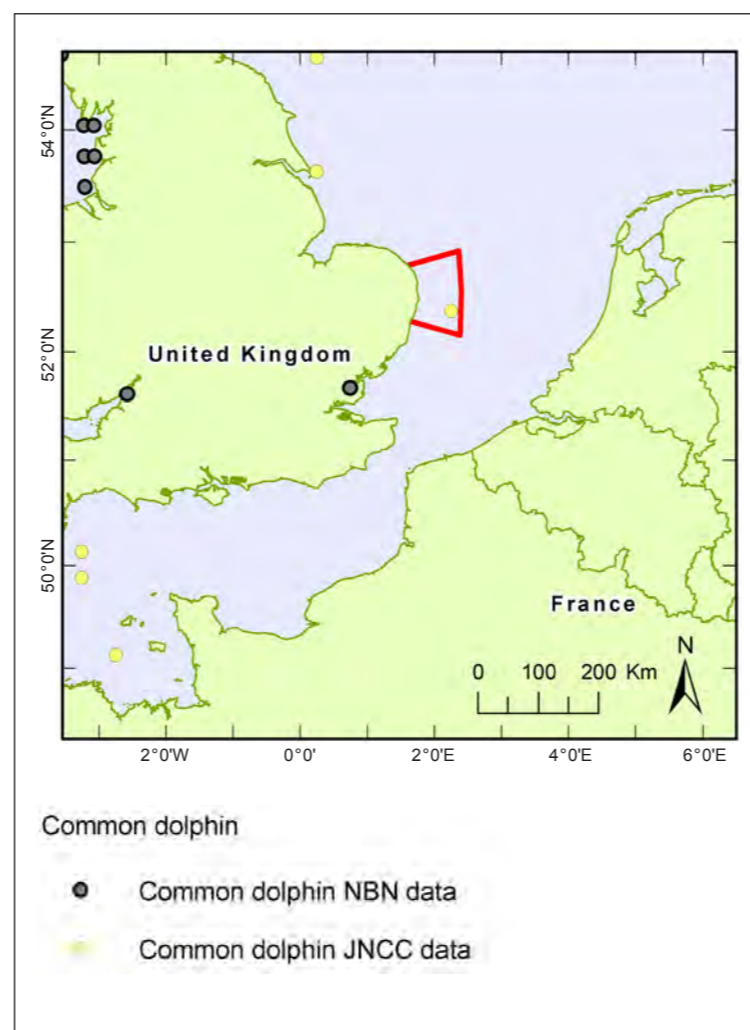 54°0'N
52°0'N
50°0'N
United Kingdom
France
N
0 100 200 Km
2°0'W 0°0' 2°0'E 4°0'E 6°0'E
Common dolphin
Common dolphin NBN data
Common dolphin JNCC data